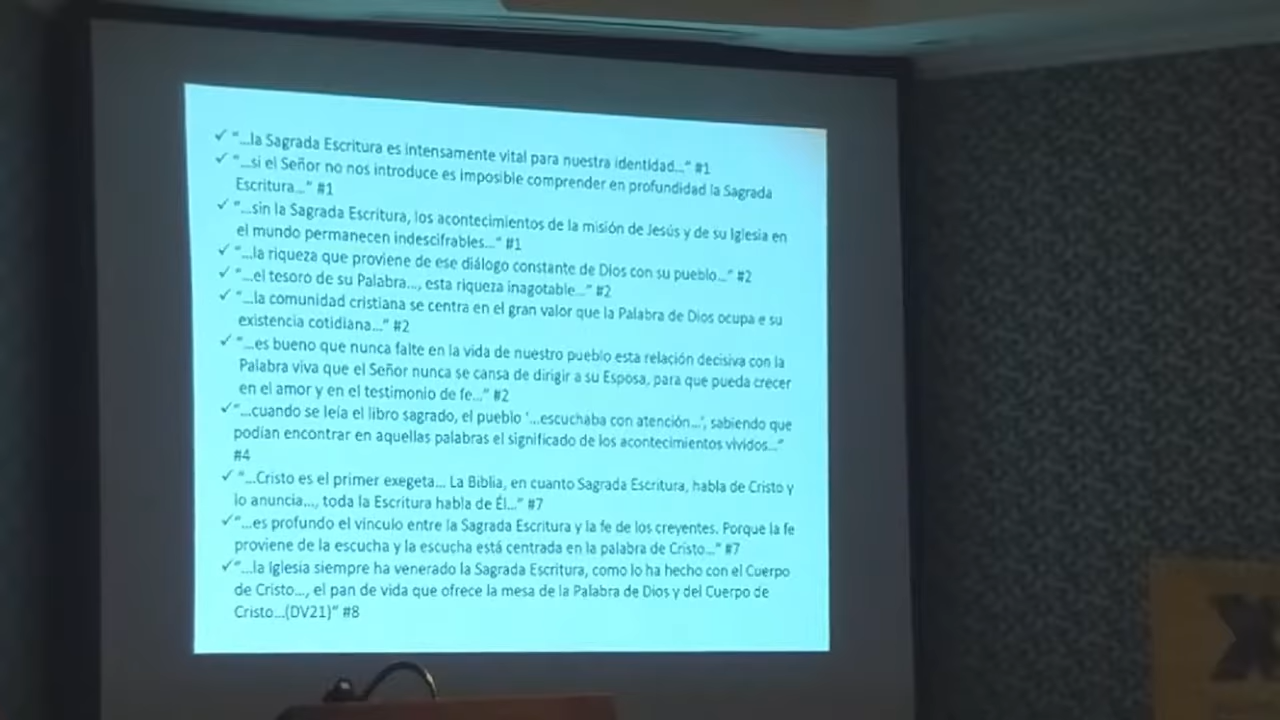 ✓ "...la Sagrada Escritura es intensamente vital para nuestra identidad..." #1
✓ "...si el Señor no nos introduce es imposible comprender en profundidad la Sagrada
Escritura..." #1
✓ "...sin la Sagrada Escritura, los acontecimientos de la misión de Jesús y de su Iglesia en
el mundo permanecen indescifrables..." #1
✓ "...la riqueza que proviene de ese diálogo constante de Dios con su pueblo..." #2
✓ "...el tesoro de su Palabra..., esta riqueza inagotable..." #2
✓ "...la comunidad cristiana se centra en el gran valor que la Palabra de Dios ocupa e su
existencia cotidiana..." #2
✓ "...es bueno que nunca falte en la vida de nuestro pueblo esta relación decisiva con la
Palabra viva que el Señor nunca se cansa de dirigir a su Esposa, para que pueda crecer
en el amor y en el testimonio de fe..." #2
✓ "...cuando se leía el libro sagrado, el pueblo '...escuchaba con atención...', sabiendo que
podían encontrar en aquellas palabras el significado de los acontecimientos vividos..."
#4
✓ "...Cristo es el primer exegeta... La Biblia, en cuanto Sagrada Escritura, habla de Cristo y
lo anuncia..., toda la Escritura habla de Él..." #7
✓ "...es profundo el vínculo entre la Sagrada Escritura y la fe de los creyentes. Porque la fe
proviene de la escucha y la escucha está centrada en la palabra de Cristo..." #7
✓ "...la Iglesia siempre ha venerado la Sagrada Escritura, como lo ha hecho con el Cuerpo
de Cristo..., el pan de vida que ofrece la mesa de la Palabra de Dios y del Cuerpo de
Cristo...(DV21)" #8